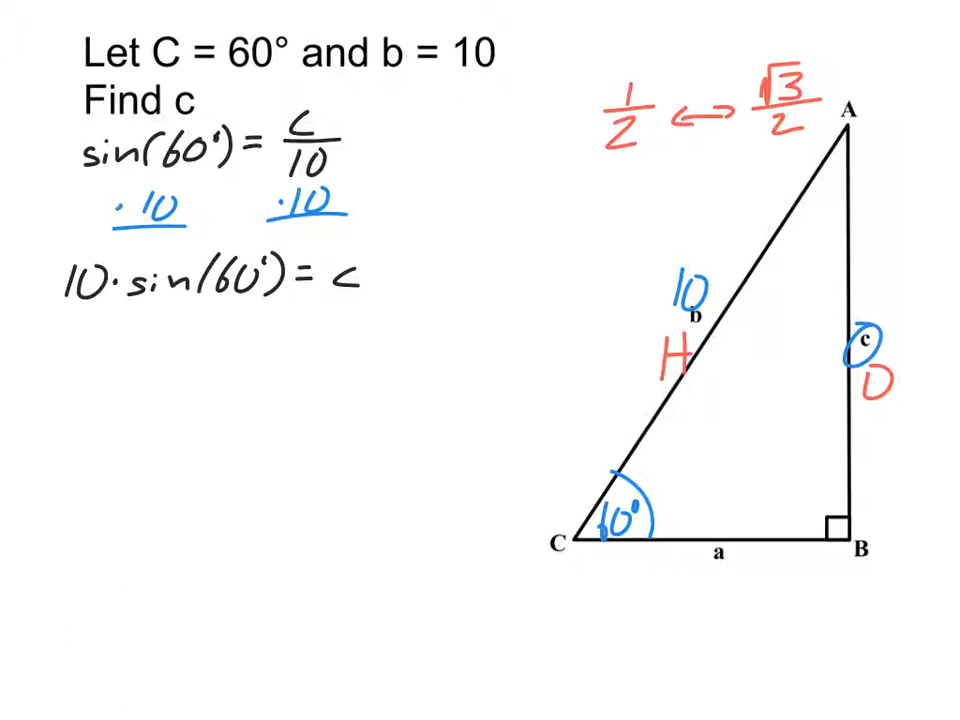 Let C = 60° and b = 10
Find c
sin(60°) = c/10
· 10 · 10
10 · sin(60°) = c
1/2 ↔ √3/2
A
10
b
H
c
O
60°
C
a
B